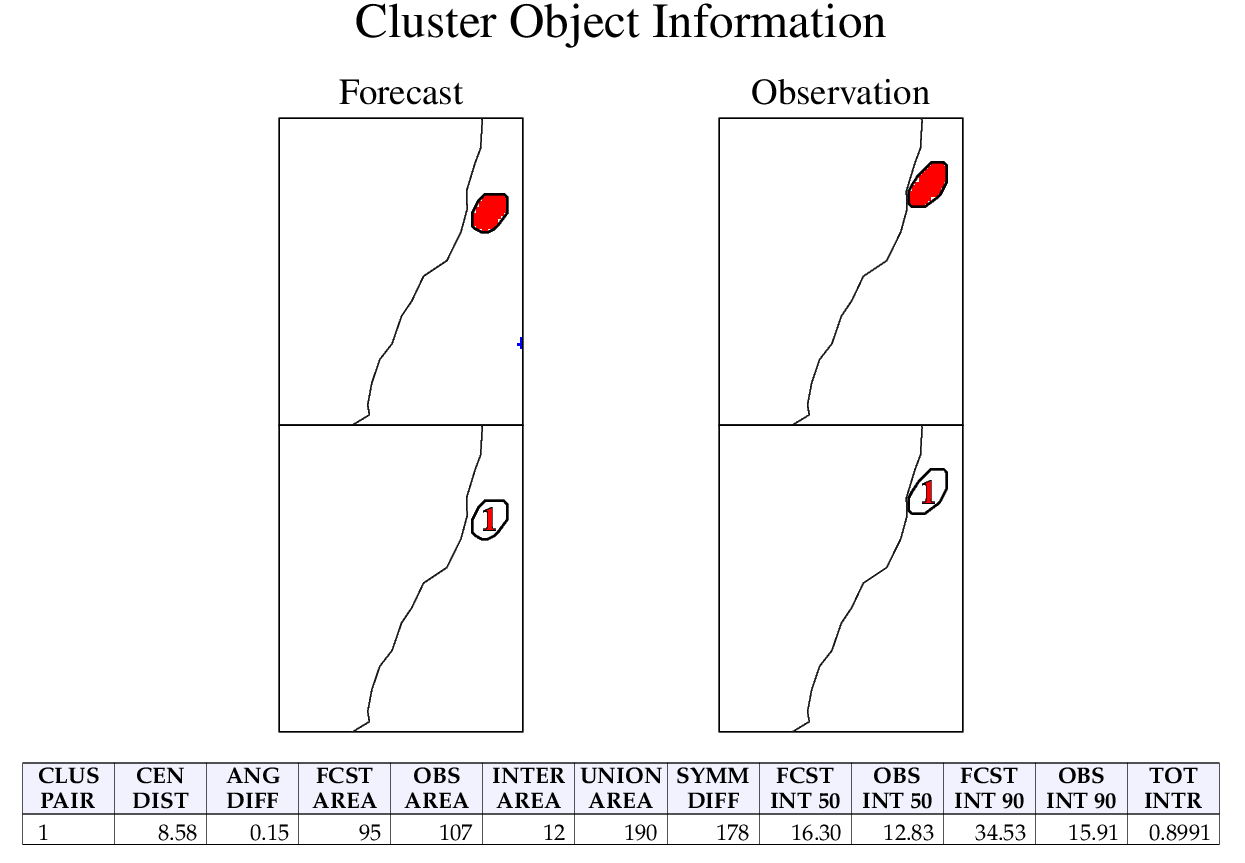 Cluster Object Information
Forecast
Observation
1
1
CLUS PAIR CEN DIST ANG DIFF FCST AREA OBS AREA INTER AREA UNION AREA SYMM DIFF FCST INT 50 OBS INT 50 FCST INT 90 OBS INT 90 TOT INTR
1 8.58 0.15 95 107 12 190 178 16.30 12.83 34.53 15.91 0.8991